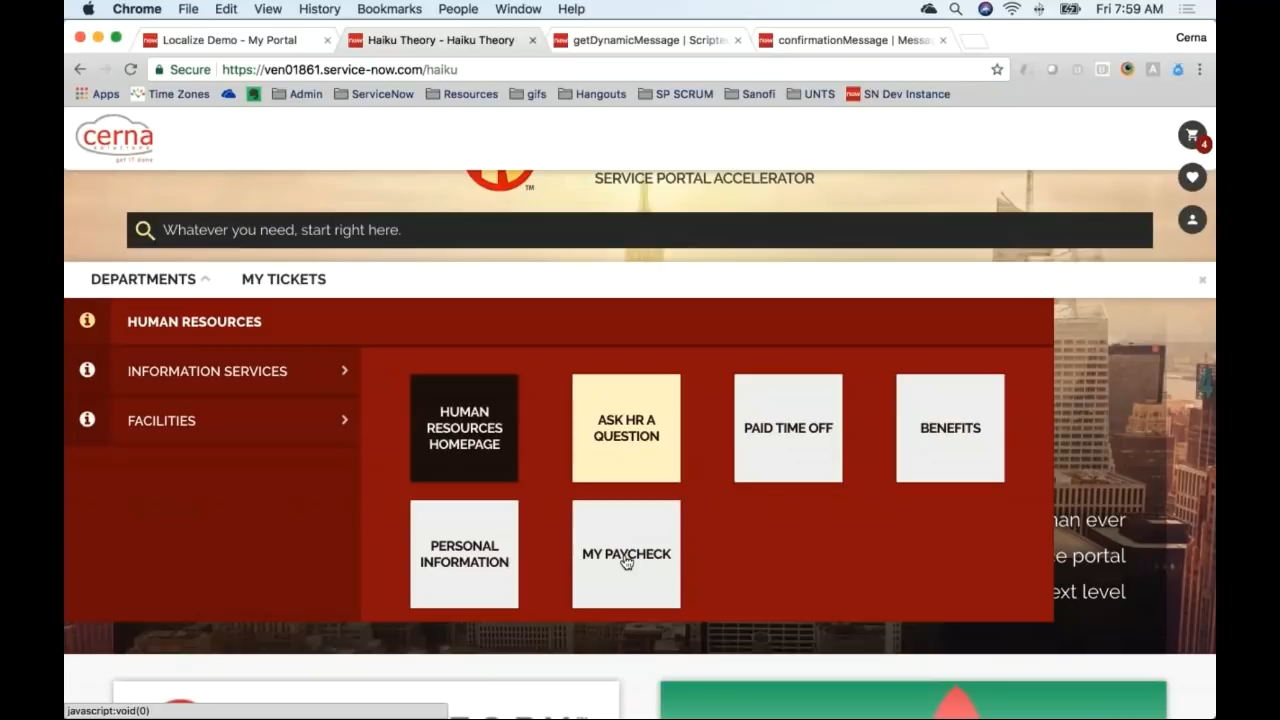 Chrome File Edit View History Bookmarks People Window Help Fri 7:59 AM
Localize Demo - My Portal
Haiku Theory - Haiku Theory
getDynamicMessage | Scripte
confirmationMessage | Messa
Cerna
Secure https://ven01861.service-now.com/haiku
Apps Time Zones Admin ServiceNow Resources gifs Hangouts SP SCRUM Sanofi UNTS SN Dev Instance
cerna
solutions
get IT done
4
TM
SERVICE PORTAL ACCELERATOR
Whatever you need, start right here.
DEPARTMENTS MY TICKETS
HUMAN RESOURCES
INFORMATION SERVICES
FACILITIES
HUMAN
RESOURCES
HOMEPAGE
ASK HR A
QUESTION
PAID TIME OFF
BENEFITS
PERSONAL
INFORMATION
MY PAYCHECK
an ever
e portal
ext level
javascript:void(0)